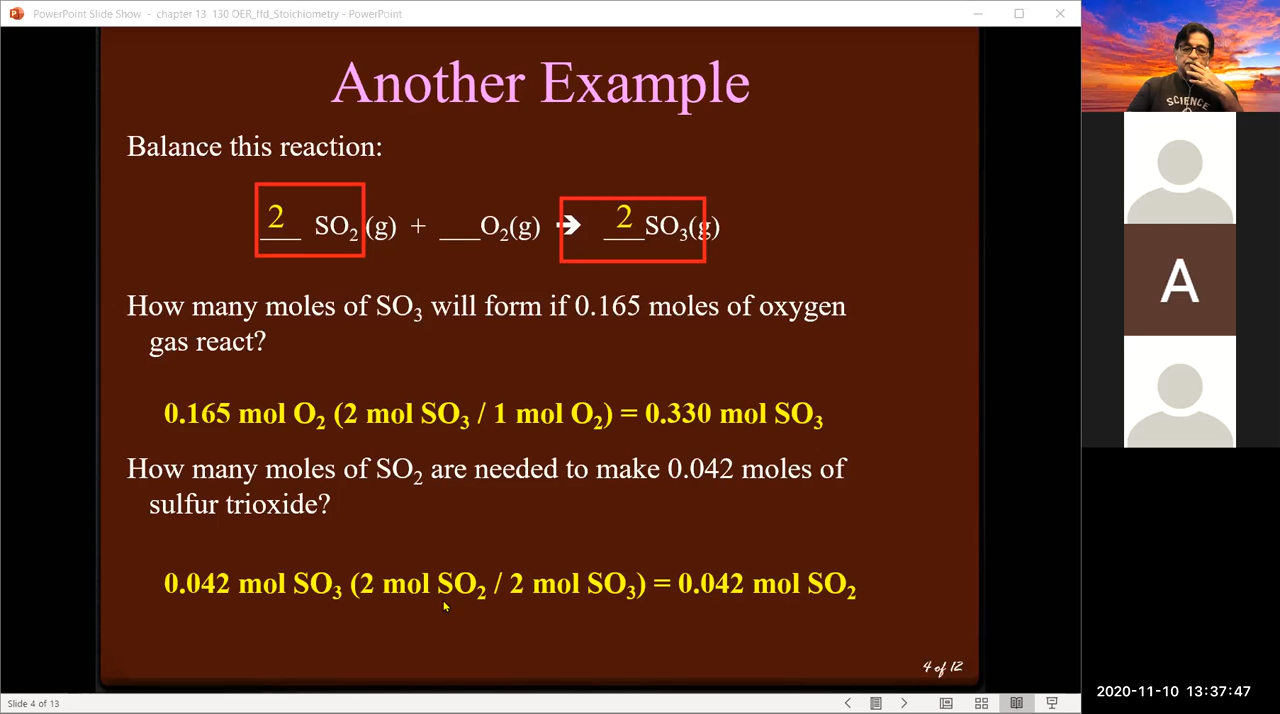 PowerPoint Slide Show - chapter 13 130 OER_ffd_Stoichiometry - PowerPoint
Another Example
Balance this reaction:
2 SO₂ (g) + ___O₂(g) 🡺 2 SO₃(g)
How many moles of SO₃ will form if 0.165 moles of oxygen
gas react?
0.165 mol O₂ (2 mol SO₃ / 1 mol O₂) = 0.330 mol SO₃
How many moles of SO₂ are needed to make 0.042 moles of
sulfur trioxide?
0.042 mol SO₃ (2 mol SO₂ / 2 mol SO₃) = 0.042 mol SO₂
4 of 12
Slide 4 of 13
SCIENCE
A
2020-11-10 13:37:47